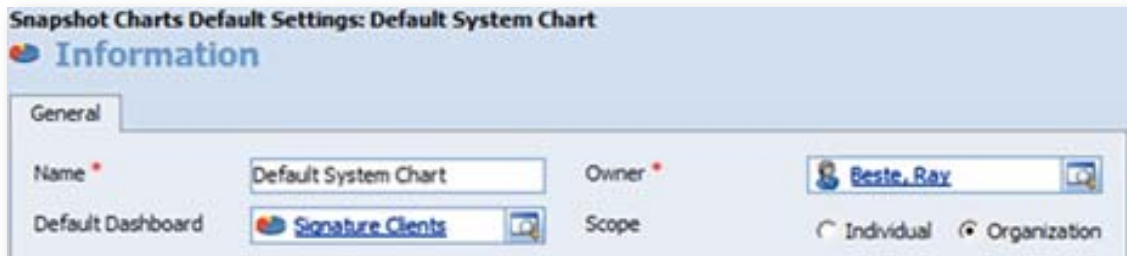 Snapshot Charts Default Settings: Default System Chart
Information
General
Name * Default System Chart Owner * Beste, Ray
Default Dashboard Signature Clients Scope Individual Organization